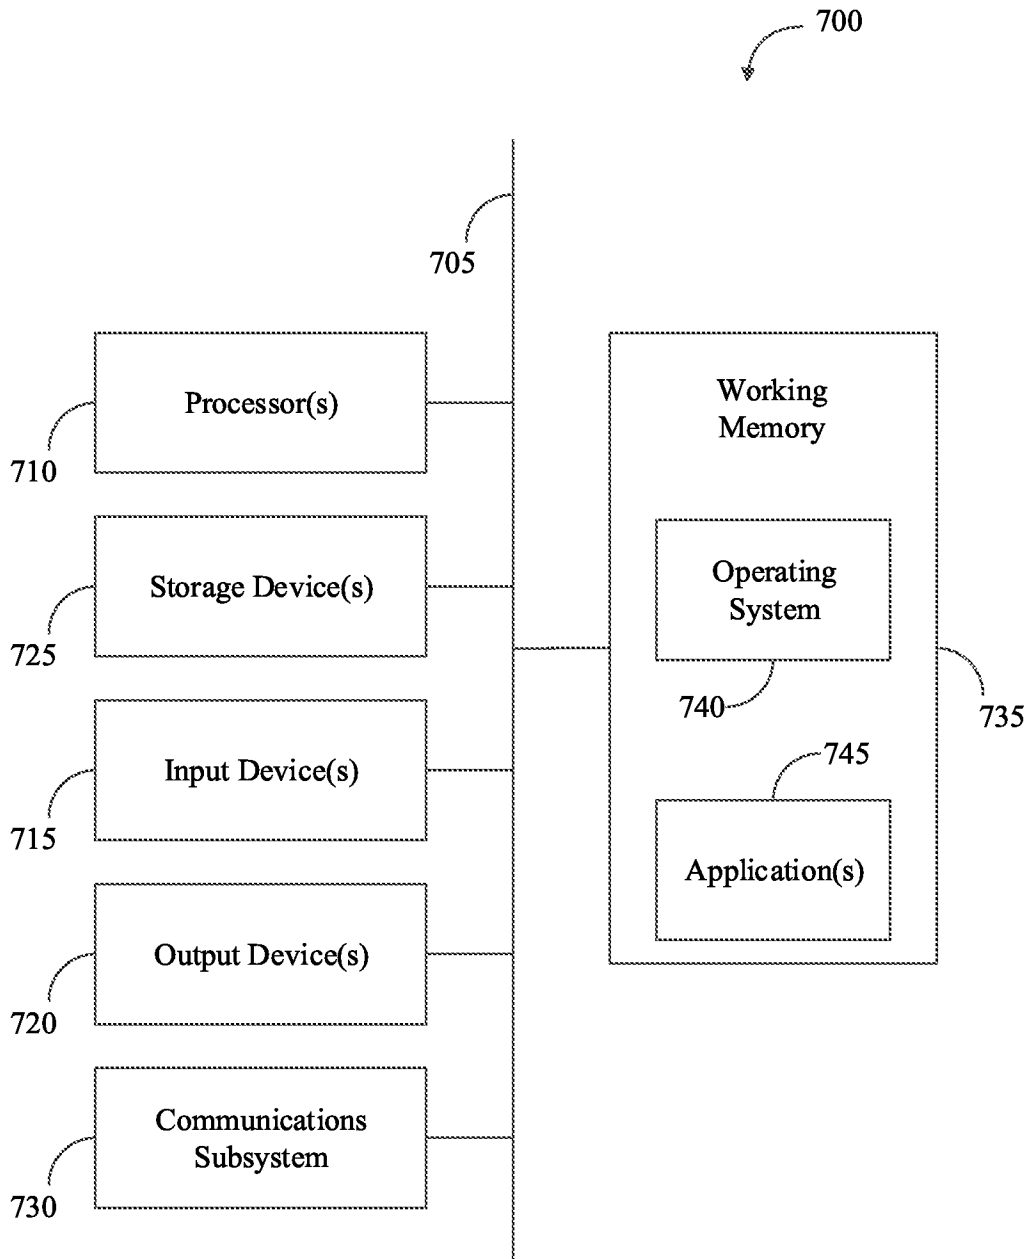 700
705
Processor(s)
710
Storage Device(s)
725
Input Device(s)
715
Output Device(s)
720
Communications
Subsystem
730
Working
Memory
Operating
System
740
735
745
Application(s)